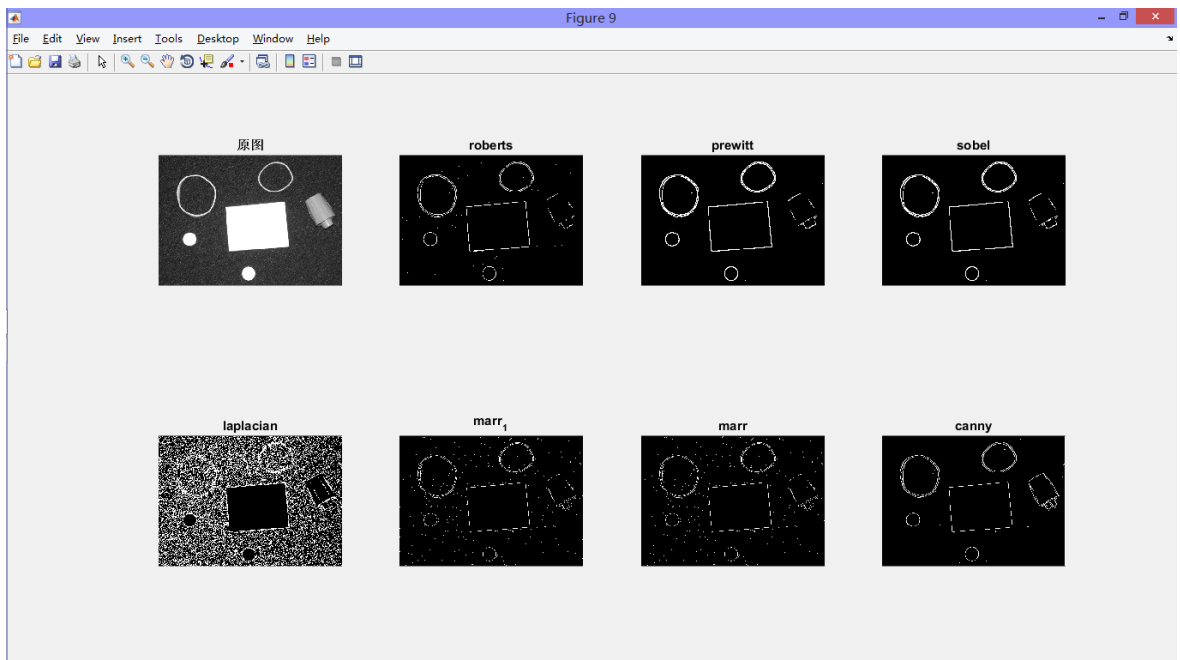 Figure 9
File Edit View Insert Tools Desktop Window Help
原图 roberts prewitt sobel
laplacian marr1 marr canny